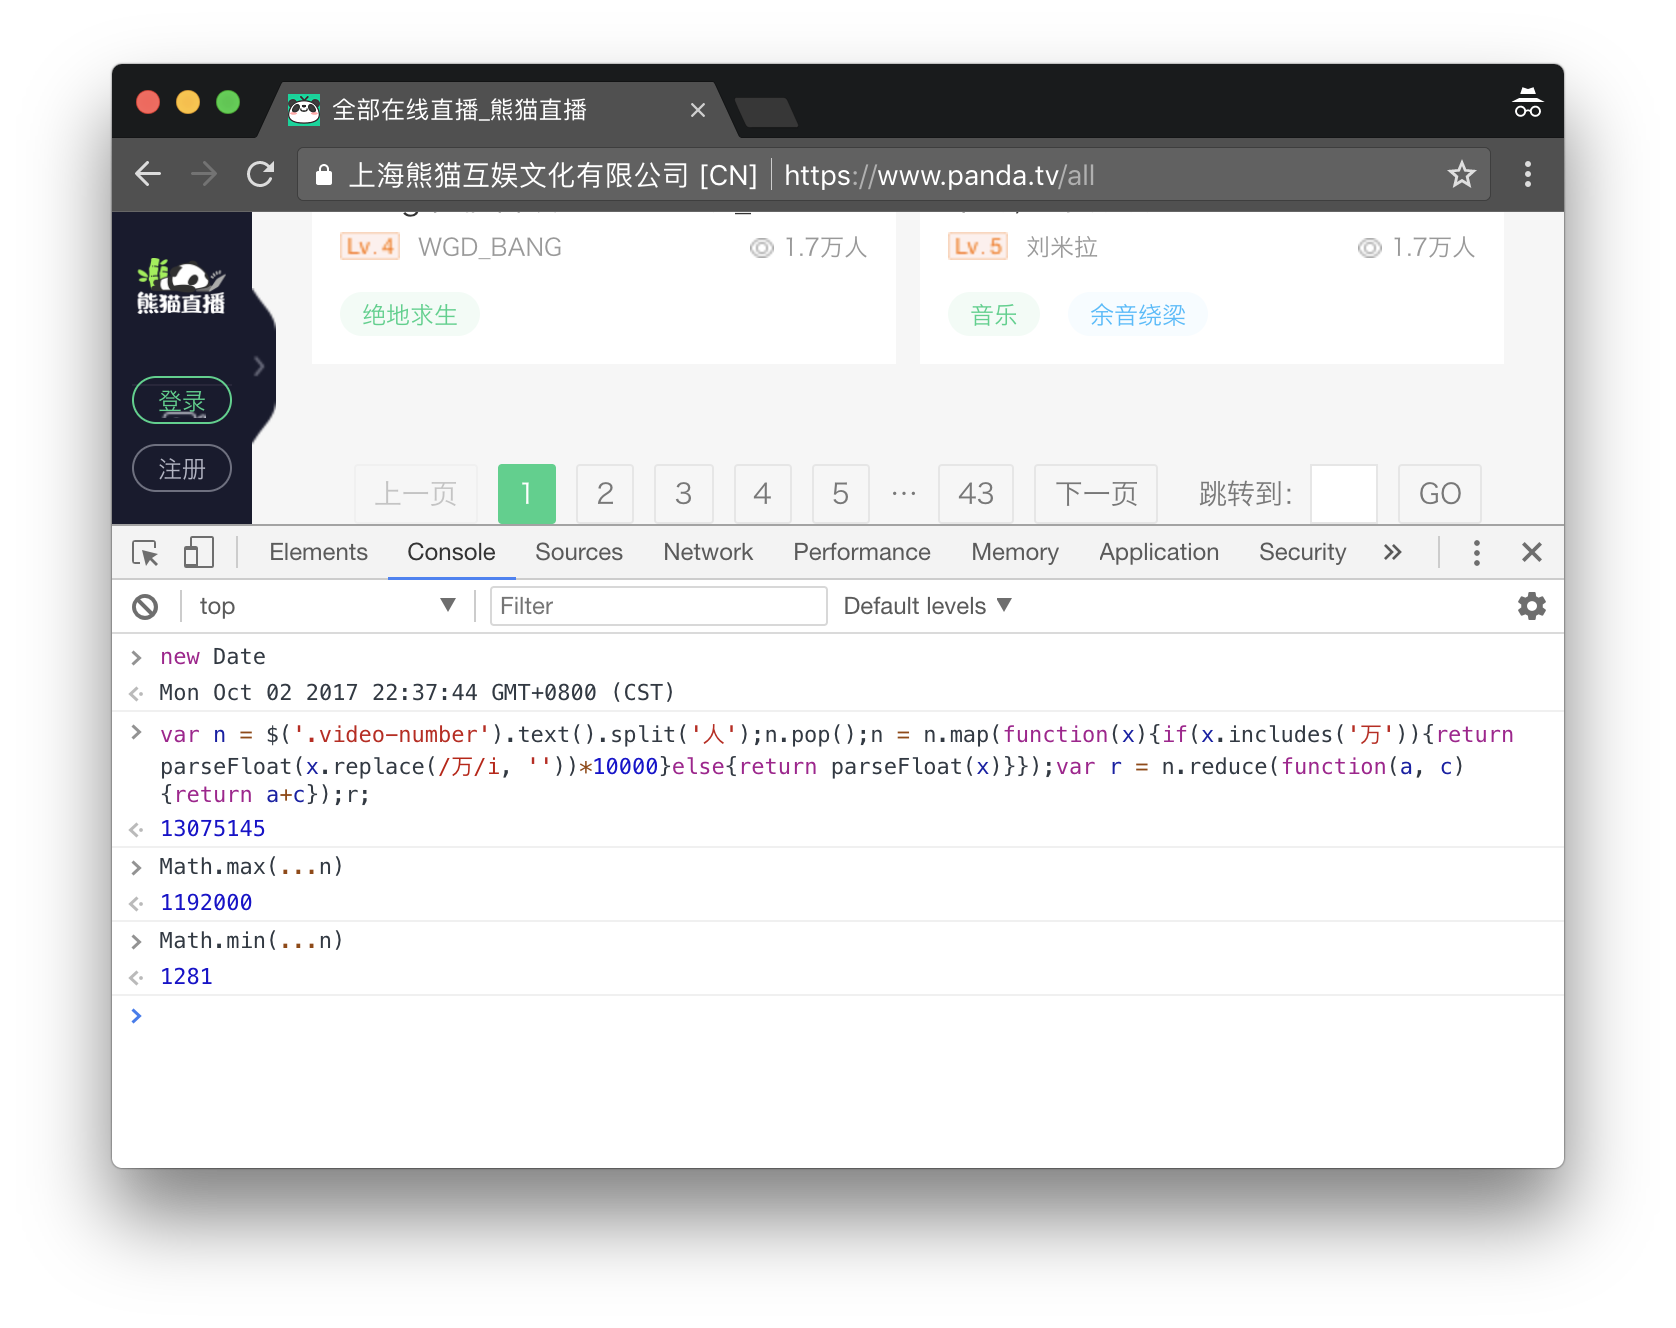 全部在线直播_熊猫直播
上海熊猫互娱文化有限公司 [CN] https://www.panda.tv/all
熊猫直播
登录
注册
Lv.4 WGD_BANG 1.7万人
绝地求生
Lv.5 刘米拉 1.7万人
音乐 余音绕梁
上一页 1 2 3 4 5 ··· 43 下一页 跳转到: GO
Elements Console Sources Network Performance Memory Application Security »
top ▼ Filter Default levels ▼
> new Date
Mon Oct 02 2017 22:37:44 GMT+0800 (CST)
> var n = $('.video-number').text().split('人');n.pop();n = n.map(function(x){if(x.includes('万')){return
parseFloat(x.replace(/万/i, ''))*10000}else{return parseFloat(x)}});var r = n.reduce(function(a, c)
{return a+c});r;
13075145
> Math.max(...n)
1192000
> Math.min(...n)
1281
>